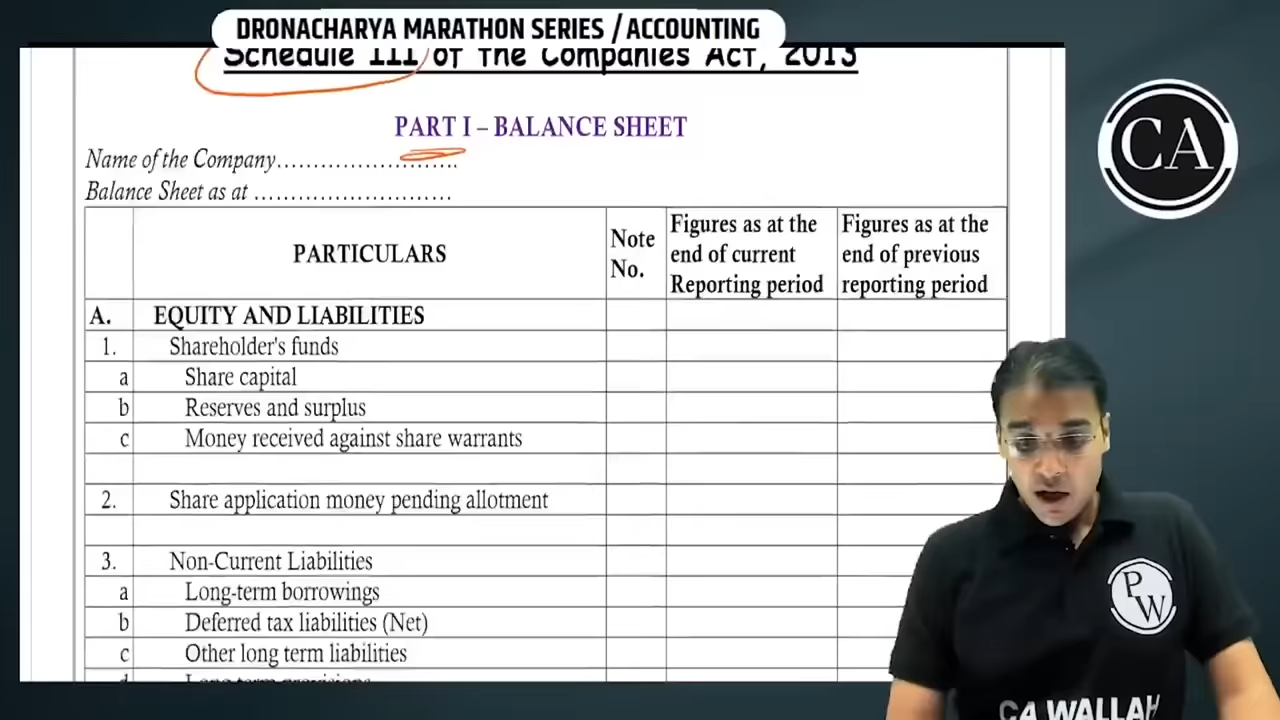 DRONACHARYA MARATHON SERIES / ACCOUNTING
Schedule III of the Companies Act, 2013
PART I – BALANCE SHEET
Name of the Company.........................
Balance Sheet as at ...........................
PARTICULARS
Note No.
Figures as at the end of current Reporting period
Figures as at the end of previous reporting period
A. EQUITY AND LIABILITIES
1. Shareholder's funds
a Share capital
b Reserves and surplus
c Money received against share warrants
2. Share application money pending allotment
3. Non-Current Liabilities
a Long-term borrowings
b Deferred tax liabilities (Net)
c Other long term liabilities
d Long term provisions
CA
PW
CA WALLAH